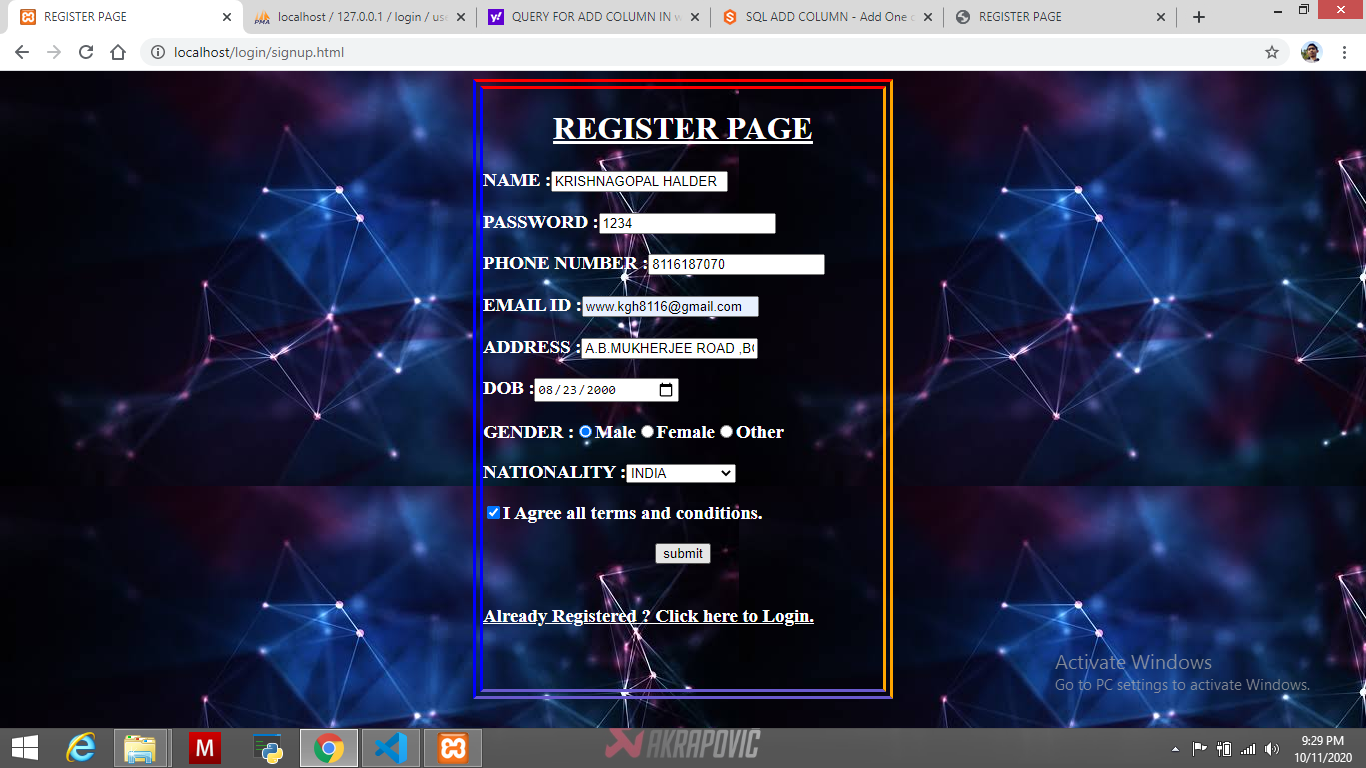 REGISTER PAGE
localhost / 127.0.0.1 / login / use
QUERY FOR ADD COLUMN IN
SQL ADD COLUMN - Add One
REGISTER PAGE
localhost/login/signup.html
REGISTER PAGE
NAME : KRISHNAGOPAL HALDER
PASSWORD : 1234
PHONE NUMBER : 8116187070
EMAIL ID : www.kgh8116@gmail.com
ADDRESS : A.B.MUKHERJEE ROAD ,
DOB : 08/23/2000
GENDER : Male Female Other
NATIONALITY : INDIA
I Agree all terms and conditions.
submit
Already Registered ? Click here to Login.
Activate Windows
Go to PC settings to activate Windows.
AKRAPOVIC
9:29 PM
10/11/2020